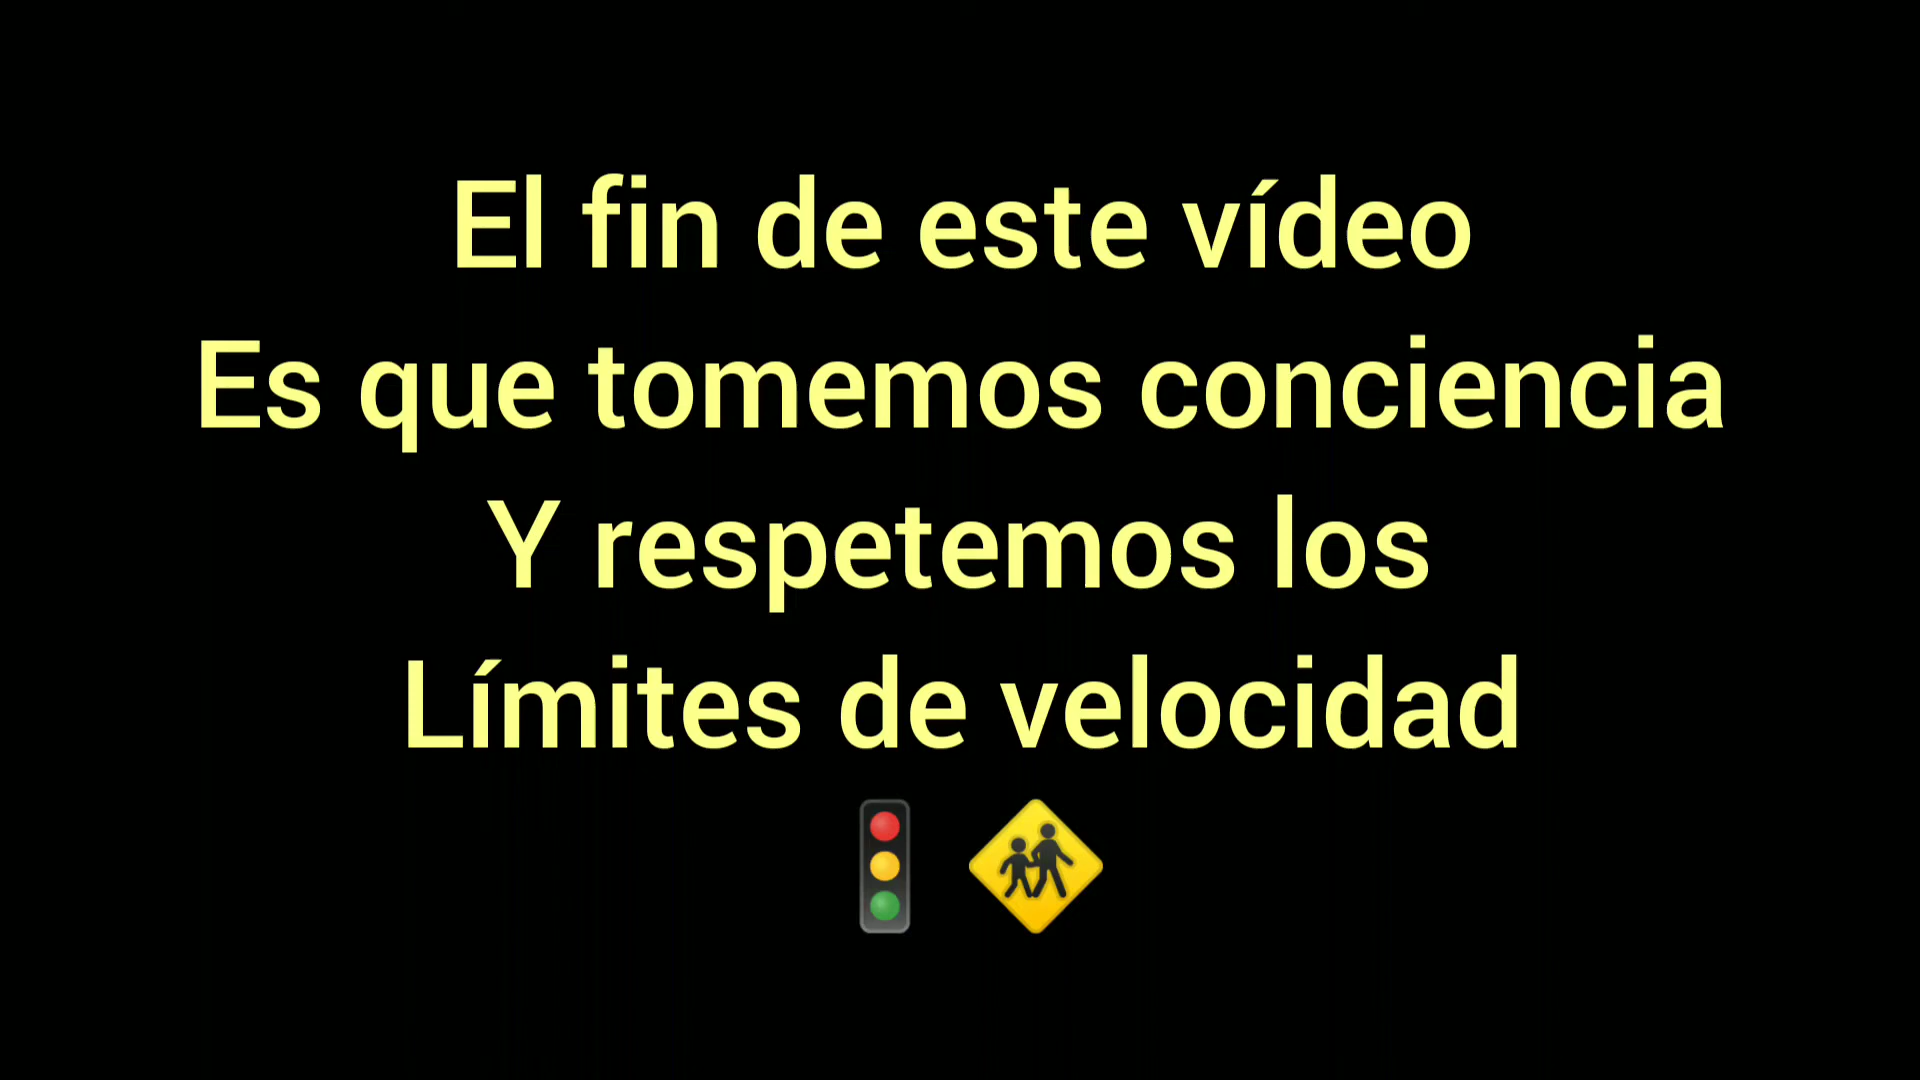 El fin de este vídeo
Es que tomemos conciencia
Y respetemos los
Límites de velocidad